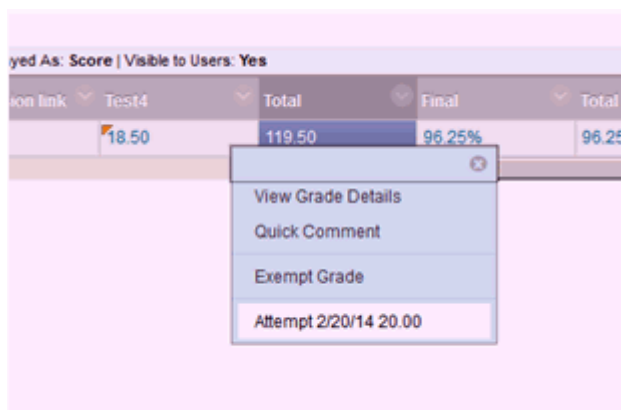 yed As: Score | Visible to Users: Yes
ion link Test4 Total Final Total
18.50 119.50 96.25% 96.25
View Grade Details
Quick Comment
Exempt Grade
Attempt 2/20/14 20.00